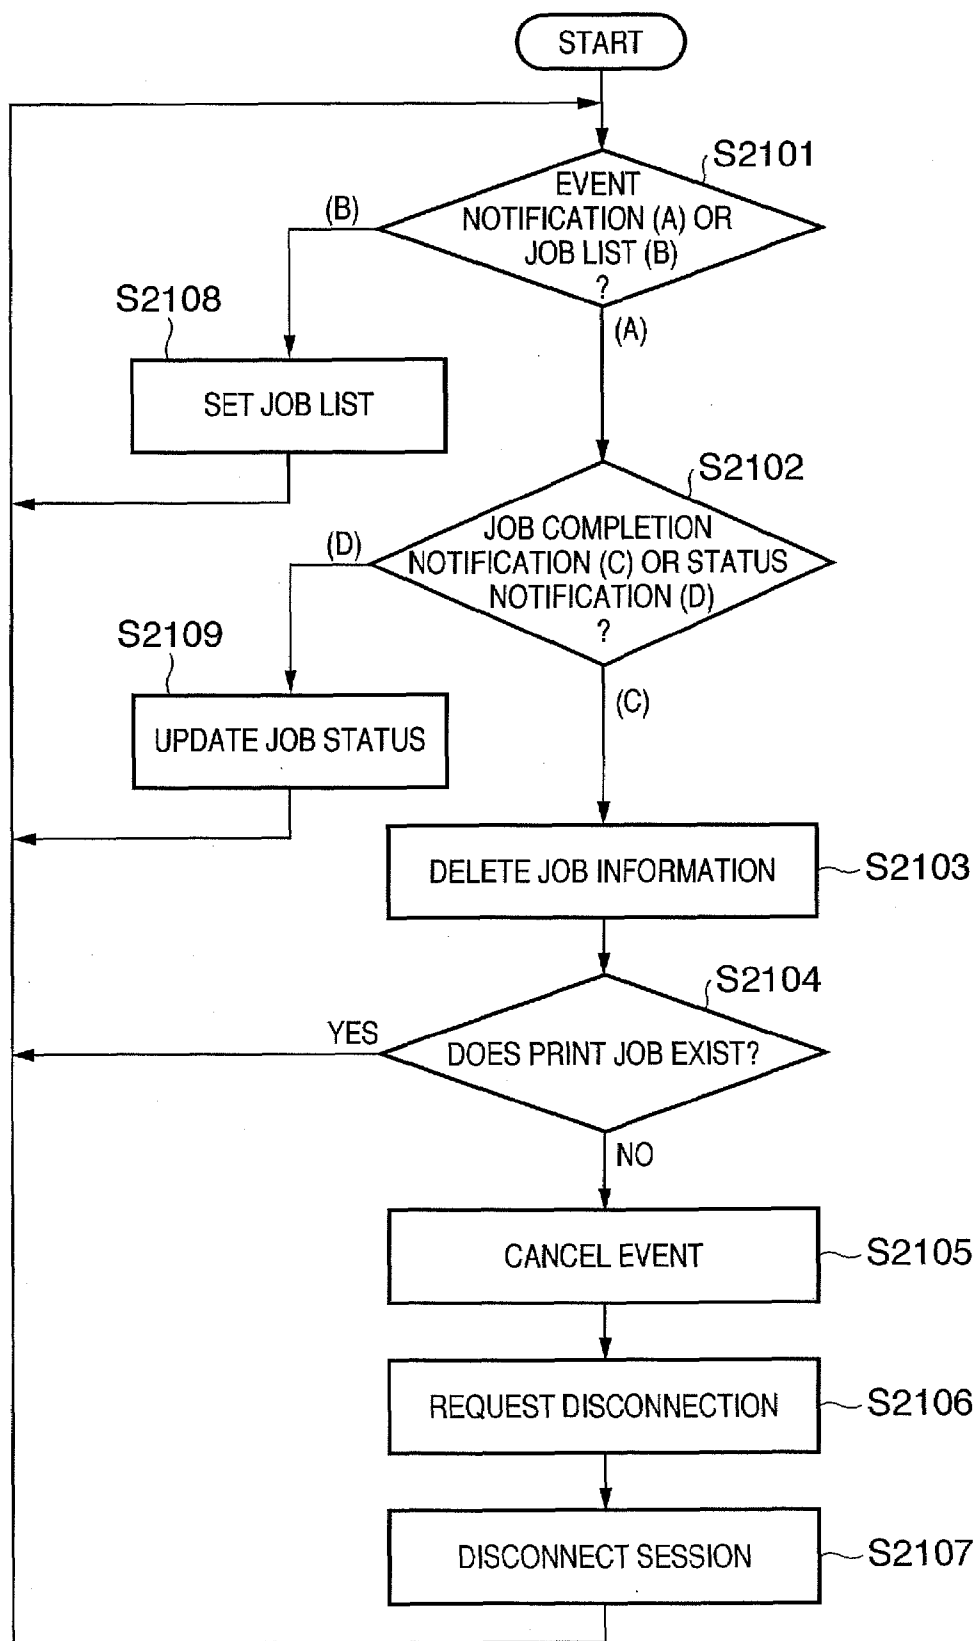 START
S2101
EVENT
NOTIFICATION (A) OR
JOB LIST (B)
?
(B)
(A)
S2108
SET JOB LIST
S2102
JOB COMPLETION
NOTIFICATION (C) OR STATUS
NOTIFICATION (D)
?
(D)
(C)
S2109
UPDATE JOB STATUS
DELETE JOB INFORMATION
S2103
S2104
DOES PRINT JOB EXIST?
YES
NO
CANCEL EVENT
S2105
REQUEST DISCONNECTION
S2106
DISCONNECT SESSION
S2107